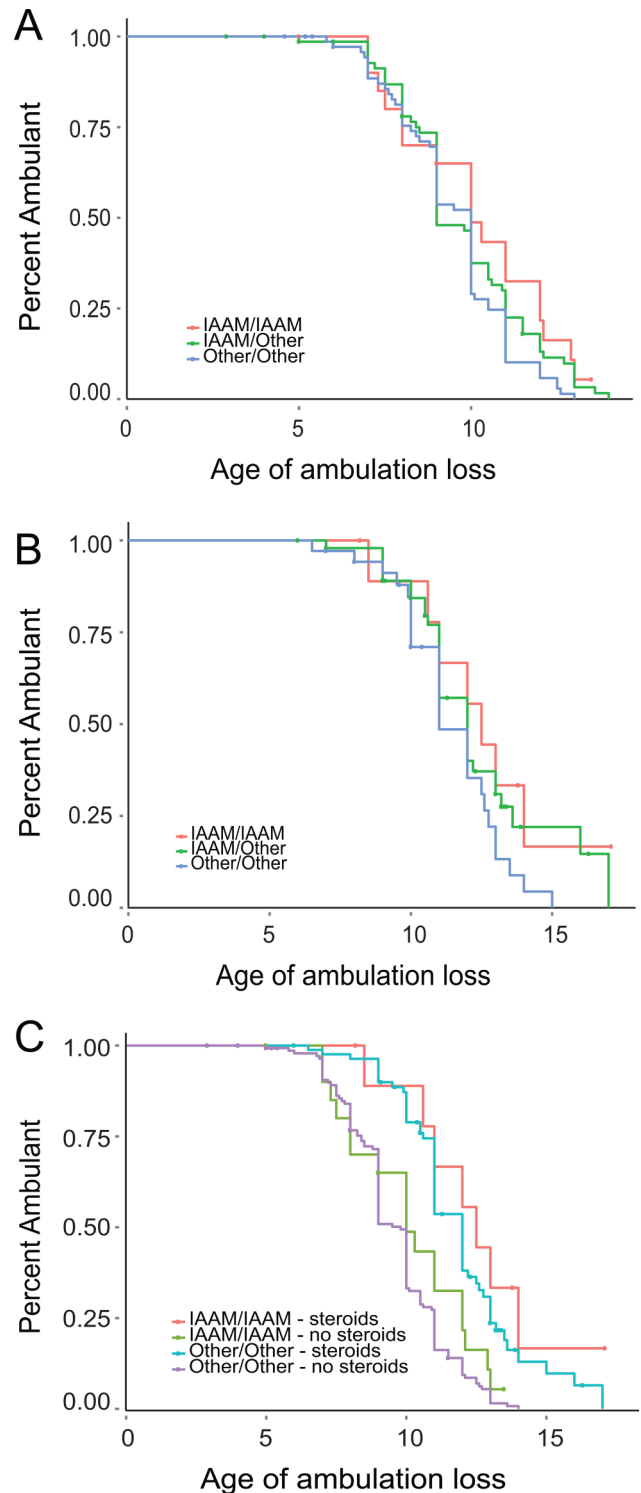 A
1.00
0.75
0.50
0.25
0.00
Percent Ambulant
IAAM/IAAM
IAAM/Other
Other/Other
0 5 10
Age of ambulation loss
B
1.00
0.75
0.50
0.25
0.00
Percent Ambulant
IAAM/IAAM
IAAM/Other
Other/Other
0 5 10 15
Age of ambulation loss
C
1.00
0.75
0.50
0.25
0.00
Percent Ambulant
IAAM/IAAM - steroids
IAAM/IAAM - no steroids
Other/Other - steroids
Other/Other - no steroids
0 5 10 15
Age of ambulation loss